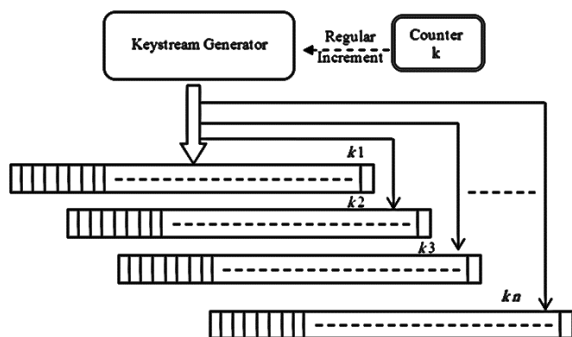 Keystream Generator
Regular
Increment
Counter
k
k1
k2
k3
kn